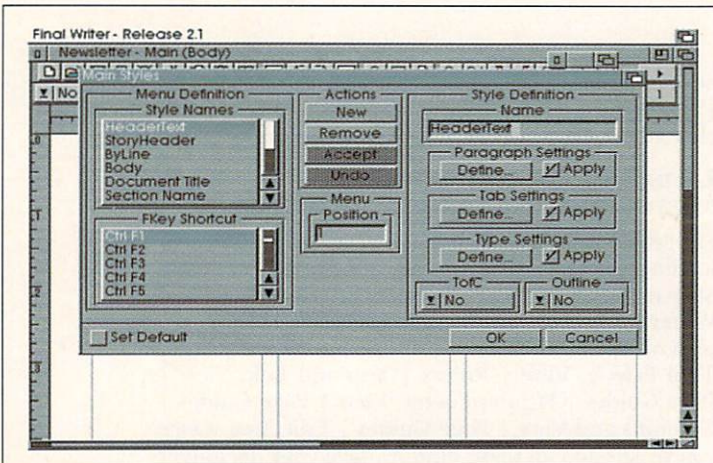 Final Writer - Release 2.1
Newsletter - Main (Body)
Main Styles
No
1
Menu Definition
Style Names
HeaderText
StoryHeader
ByLine
Body
Document Title
Section Name
FKey Shortcut
Ctrl F1
Ctrl F2
Ctrl F3
Ctrl F4
Ctrl F5
Actions
New
Remove
Accept
Undo
Menu
Position
1
Style Definition
Name
HeaderText
Paragraph Settings
Define... Apply
Tab Settings
Define... Apply
Type Settings
Define... Apply
TofC
No
Outline
No
Set Default
OK
Cancel